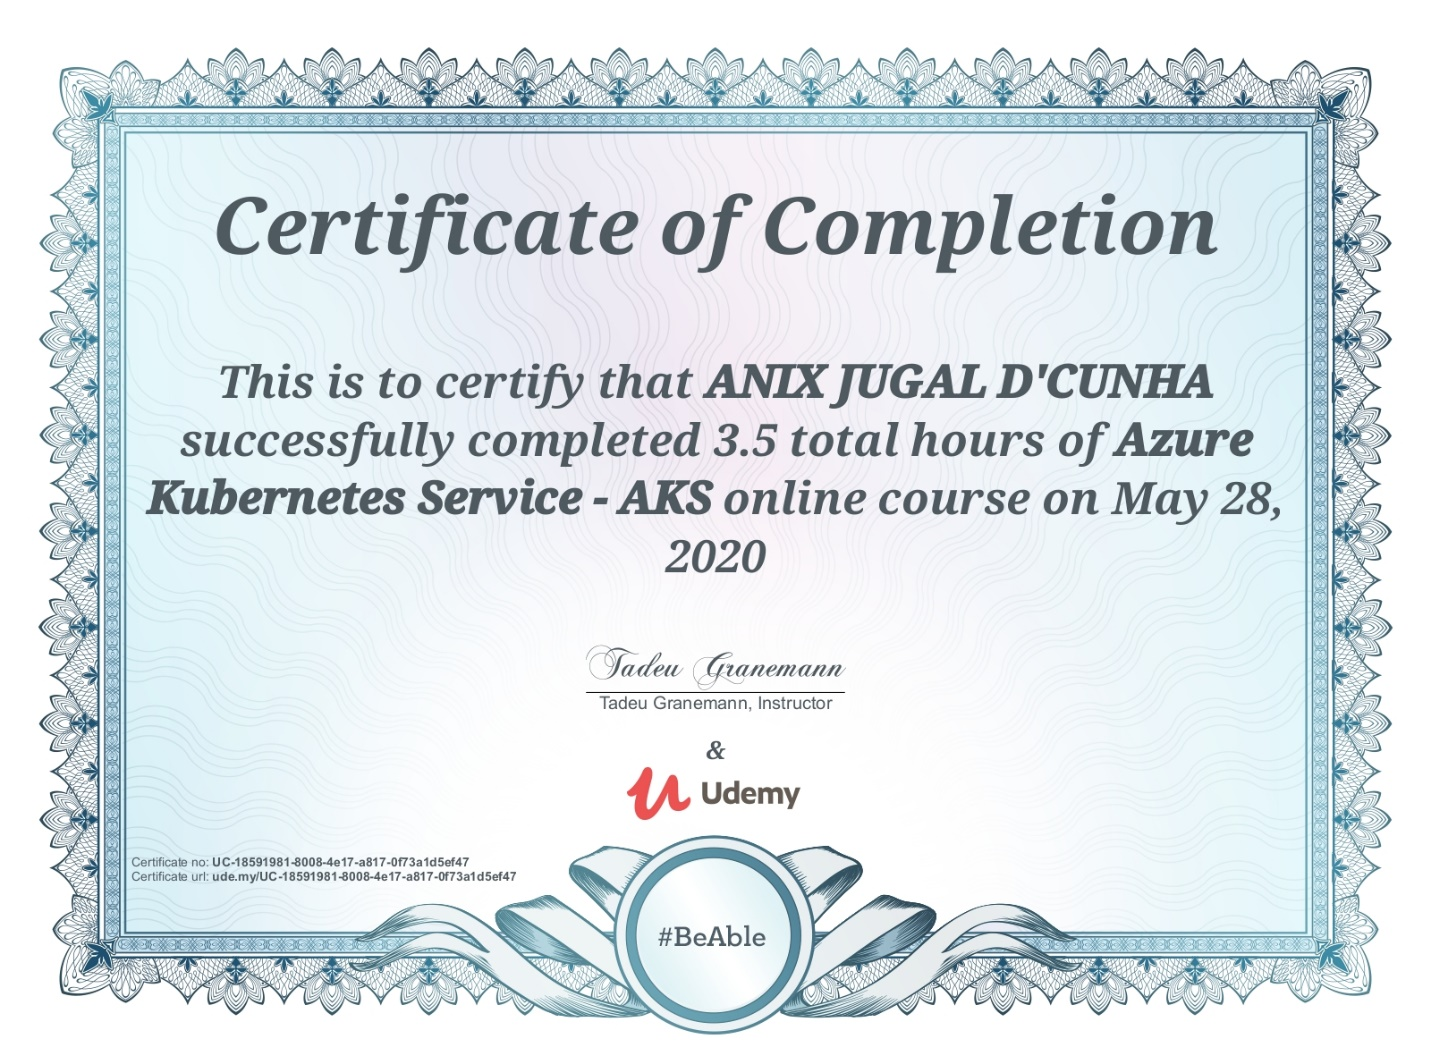 Certificate of Completion
This is to certify that ANIX JUGAL D'CUNHA
successfully completed 3.5 total hours of Azure
Kubernetes Service - AKS online course on May 28,
2020
Tadeu Granemann
Tadeu Granemann, Instructor
&
Udemy
Certificate no: UC-18591981-8008-4e17-a817-0f73a1d5ef47
Certificate url: ude.my/UC-18591981-8008-4e17-a817-0f73a1d5ef47
#BeAble